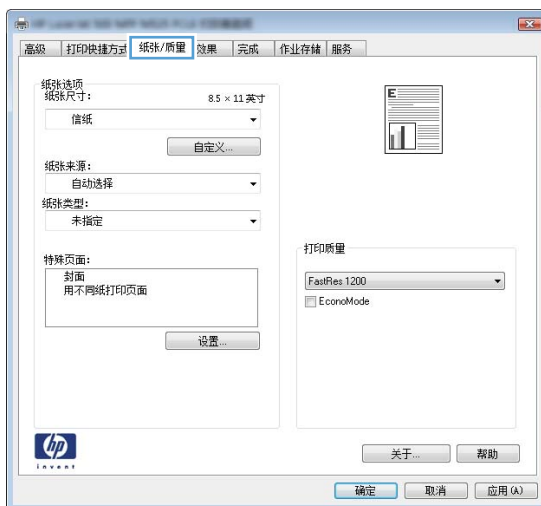 高级 打印快捷方式 纸张/质量 效果 完成 作业存储 服务
纸张选项
纸张尺寸: 8.5 × 11 英寸
信纸
自定义...
纸张来源:
自动选择
纸张类型:
未指定
特殊页面:
封面
用不同纸打印页面
设置...
E
打印质量
FastRes 1200
EconoMode
hp
invent
关于... 帮助
确定 取消 应用(A)